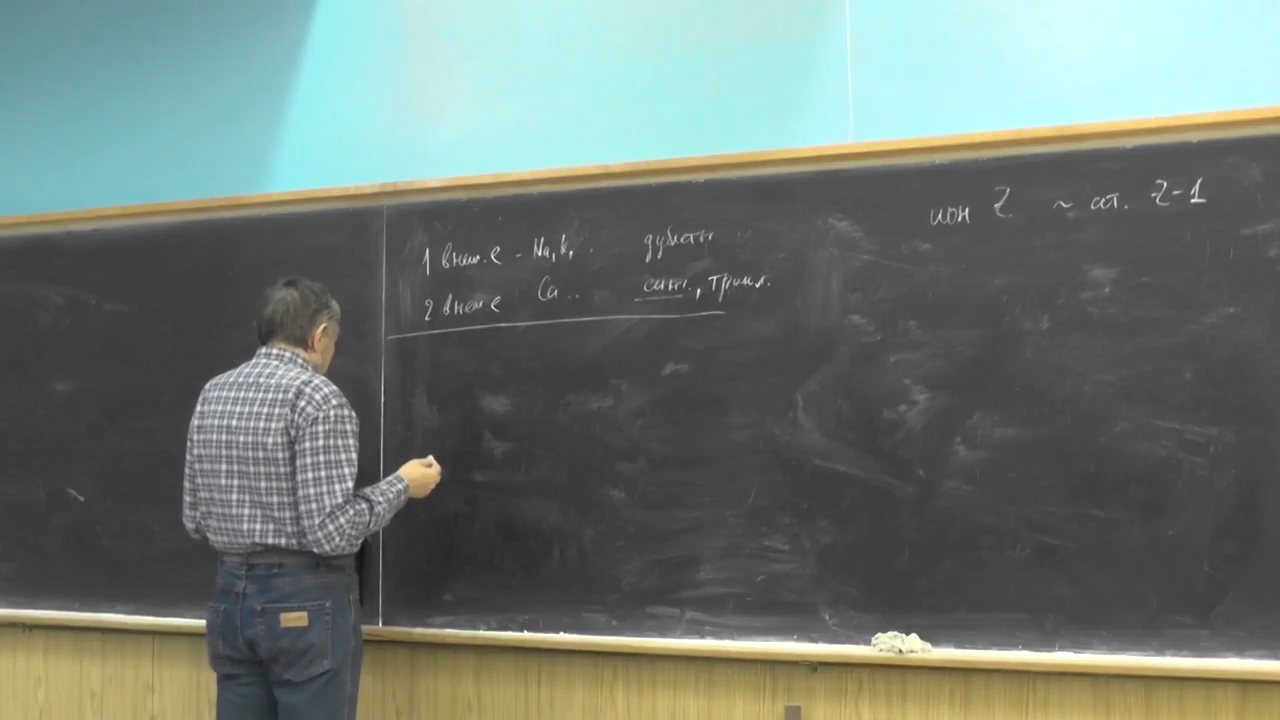 1 внеш. e - Na, K, . дублеты
2 внеш e Ca .. синг., трипл.
ион Z ~ ат. Z-1